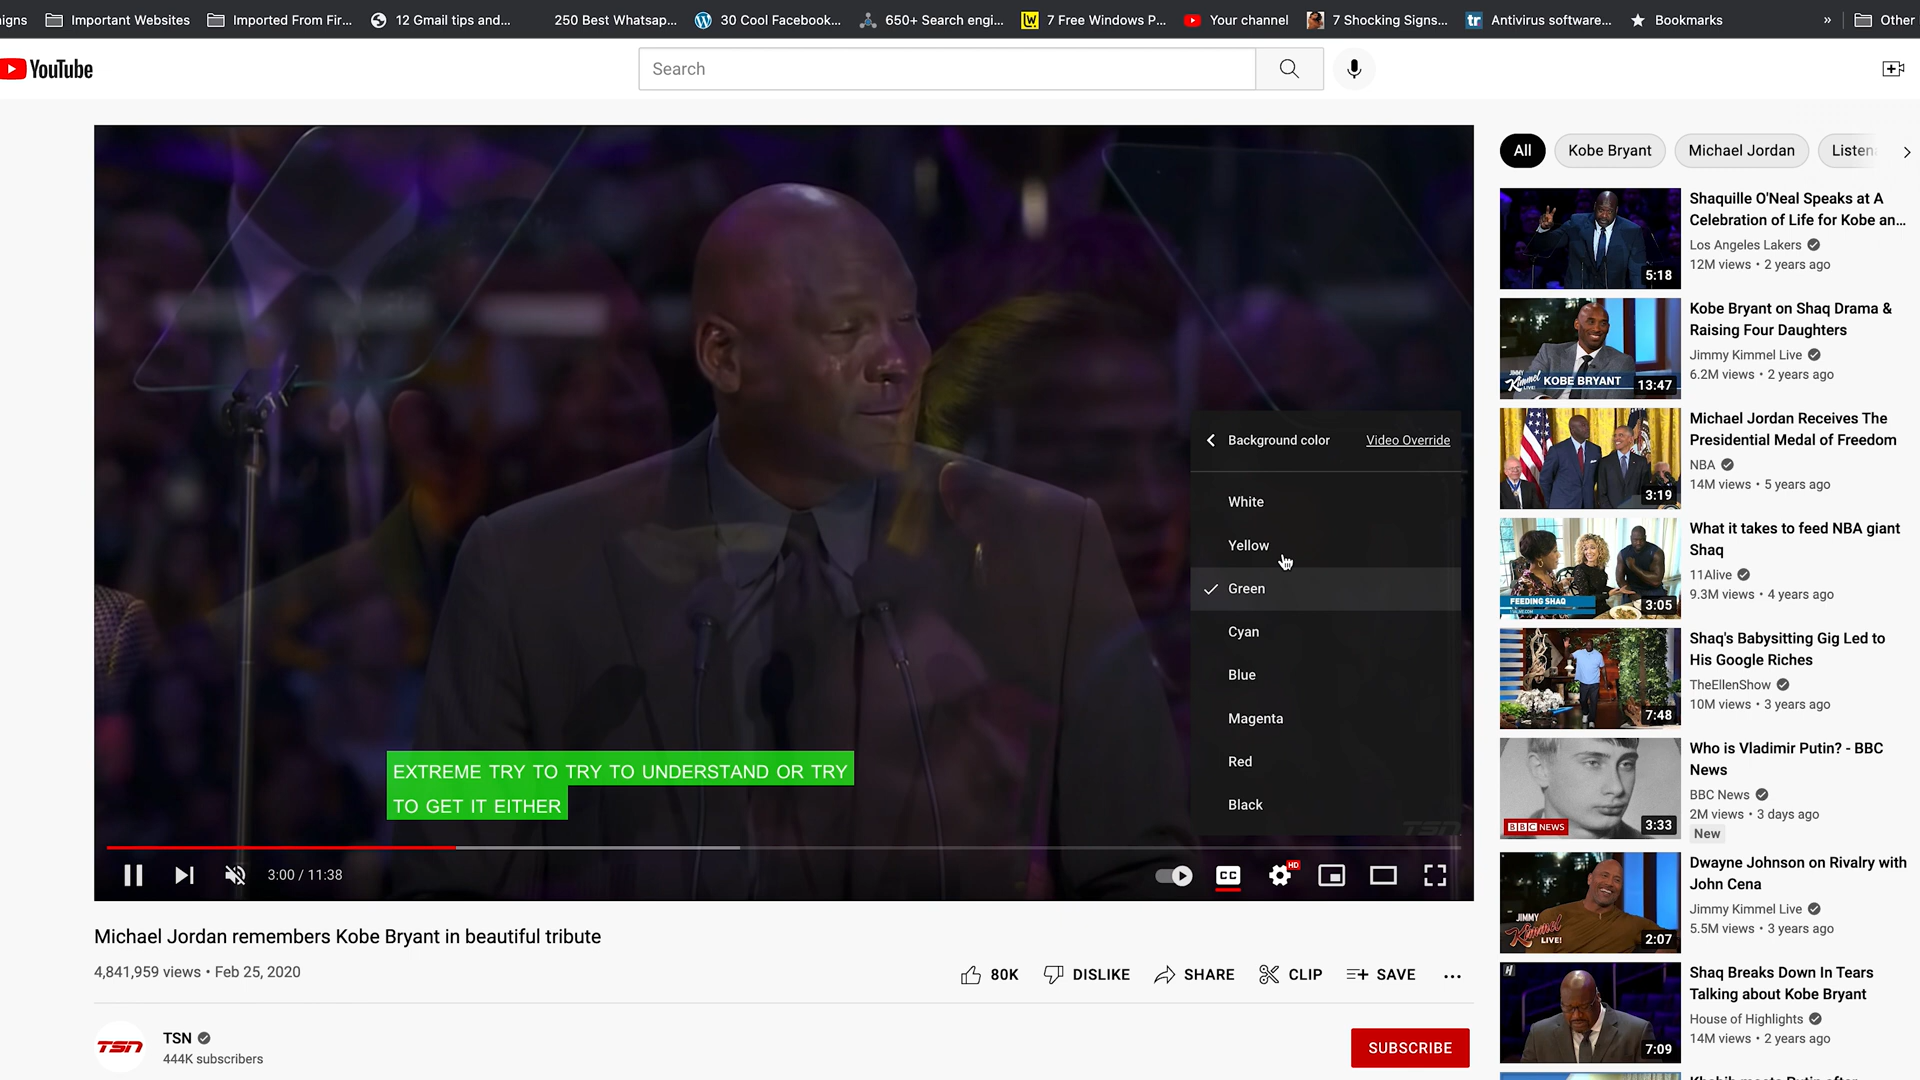 igns
Important Websites
Imported From Fir...
12 Gmail tips and...
250 Best Whatsap...
30 Cool Facebook...
650+ Search engi...
7 Free Windows P...
Your channel
7 Shocking Signs...
Antivirus software...
Bookmarks
»
Other
YouTube
Search
All
Kobe Bryant
Michael Jordan
Listen
Background color
Video Override
White
Yellow
Green
Cyan
Blue
Magenta
Red
Black
EXTREME TRY TO TRY TO UNDERSTAND OR TRY
TO GET IT EITHER
TSN
3:00 / 11:38
CC
HD
Michael Jordan remembers Kobe Bryant in beautiful tribute
4,841,959 views • Feb 25, 2020
80K
DISLIKE
SHARE
CLIP
SAVE
TSN
TSN
444K subscribers
SUBSCRIBE
5:18
Shaquille O'Neal Speaks at A
Celebration of Life for Kobe an...
Los Angeles Lakers
12M views • 2 years ago
JIMMY
Kimmel
LIVE!
KOBE BRYANT
13:47
Kobe Bryant on Shaq Drama &
Raising Four Daughters
Jimmy Kimmel Live
6.2M views • 2 years ago
3:19
Michael Jordan Receives The
Presidential Medal of Freedom
NBA
14M views • 5 years ago
FEEDING SHAQ
3:05
What it takes to feed NBA giant
Shaq
11Alive
9.3M views • 4 years ago
7:48
Shaq's Babysitting Gig Led to
His Google Riches
TheEllenShow
10M views • 3 years ago
BBC NEWS
3:33
Who is Vladimir Putin? - BBC
News
BBC News
2M views • 3 days ago
New
JIMMY
Kimmel
LIVE!
2:07
Dwayne Johnson on Rivalry with
John Cena
Jimmy Kimmel Live
5.5M views • 3 years ago
H
7:09
Shaq Breaks Down In Tears
Talking about Kobe Bryant
House of Highlights
14M views • 2 years ago